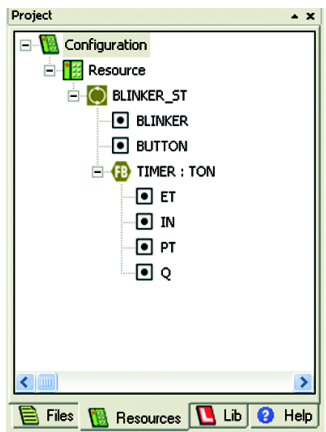 Project
Configuration
Resource
BLINKER_ST
BLINKER
BUTTON
FB TIMER : TON
ET
IN
PT
Q
Files Resources Lib Help